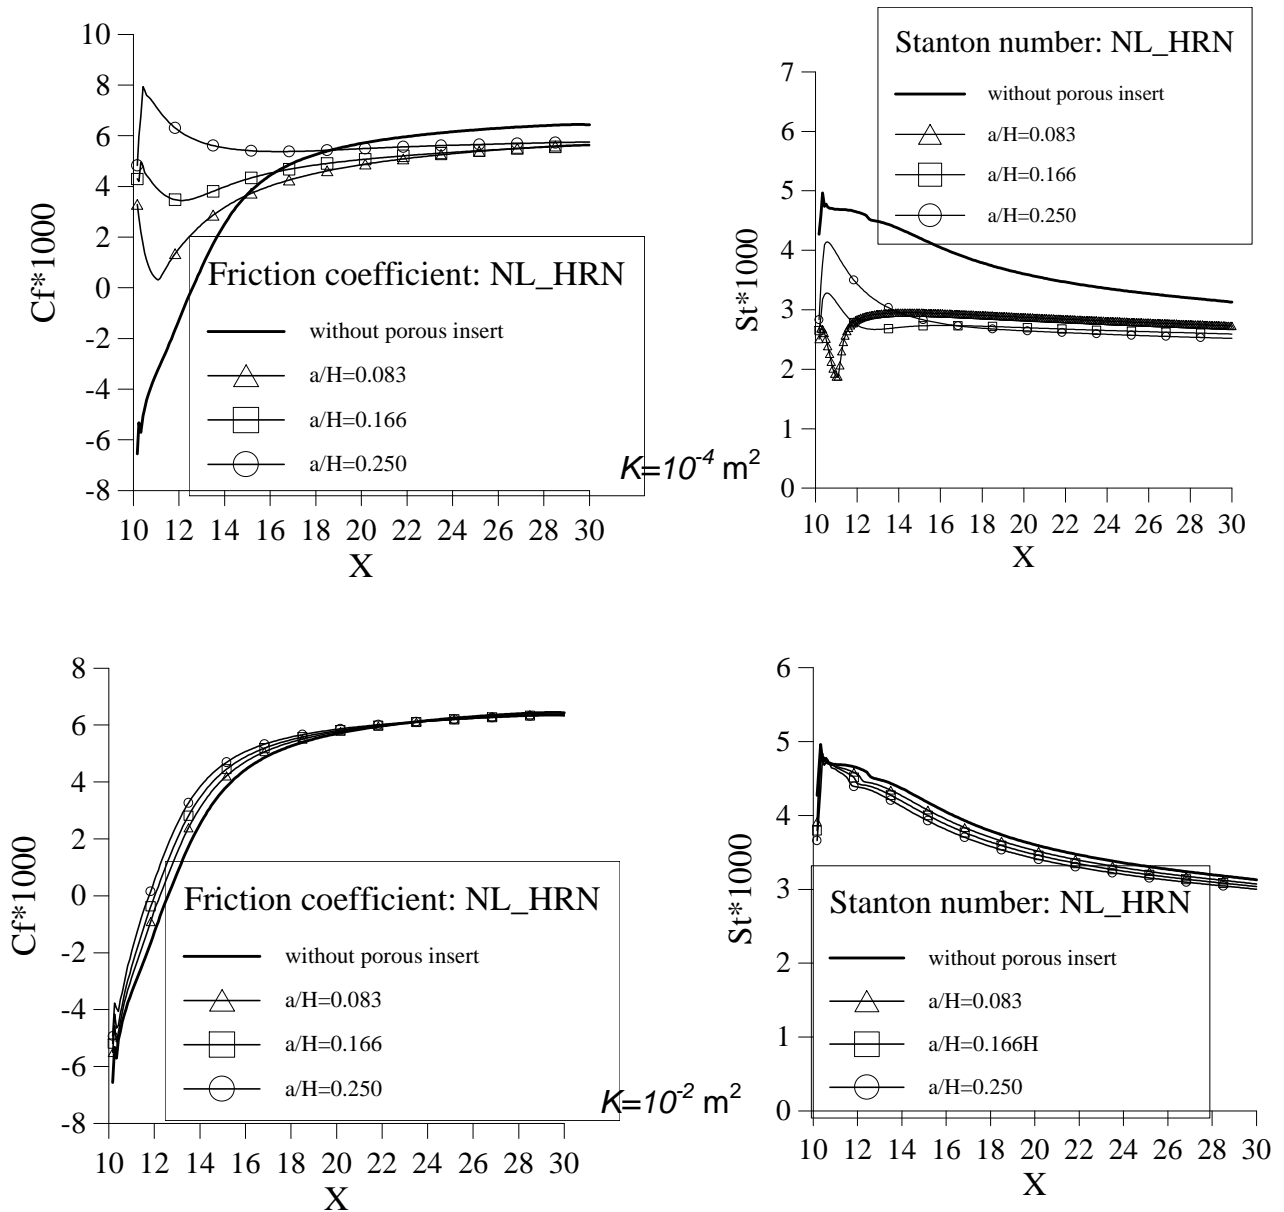 10
8
6
4
2
0
-2
-4
-6
-8
Cf*1000
Friction coefficient: NL_HRN
without porous insert
a/H=0.083
a/H=0.166
a/H=0.250
10 12 14 16 18 20 22 24 26 28 30
X
K=10-4 m2
7
6
5
4
3
2
1
0
St*1000
Stanton number: NL_HRN
without porous insert
a/H=0.083
a/H=0.166
a/H=0.250
10 12 14 16 18 20 22 24 26 28 30
X
8
6
4
2
0
-2
-4
-6
-8
Cf*1000
Friction coefficient: NL_HRN
without porous insert
a/H=0.083
a/H=0.166
a/H=0.250
10 12 14 16 18 20 22 24 26 28 30
X
K=10-2 m2
6
5
4
3
2
1
0
St*1000
Stanton number: NL_HRN
without porous insert
a/H=0.083
a/H=0.166H
a/H=0.250
10 12 14 16 18 20 22 24 26 28 30
X